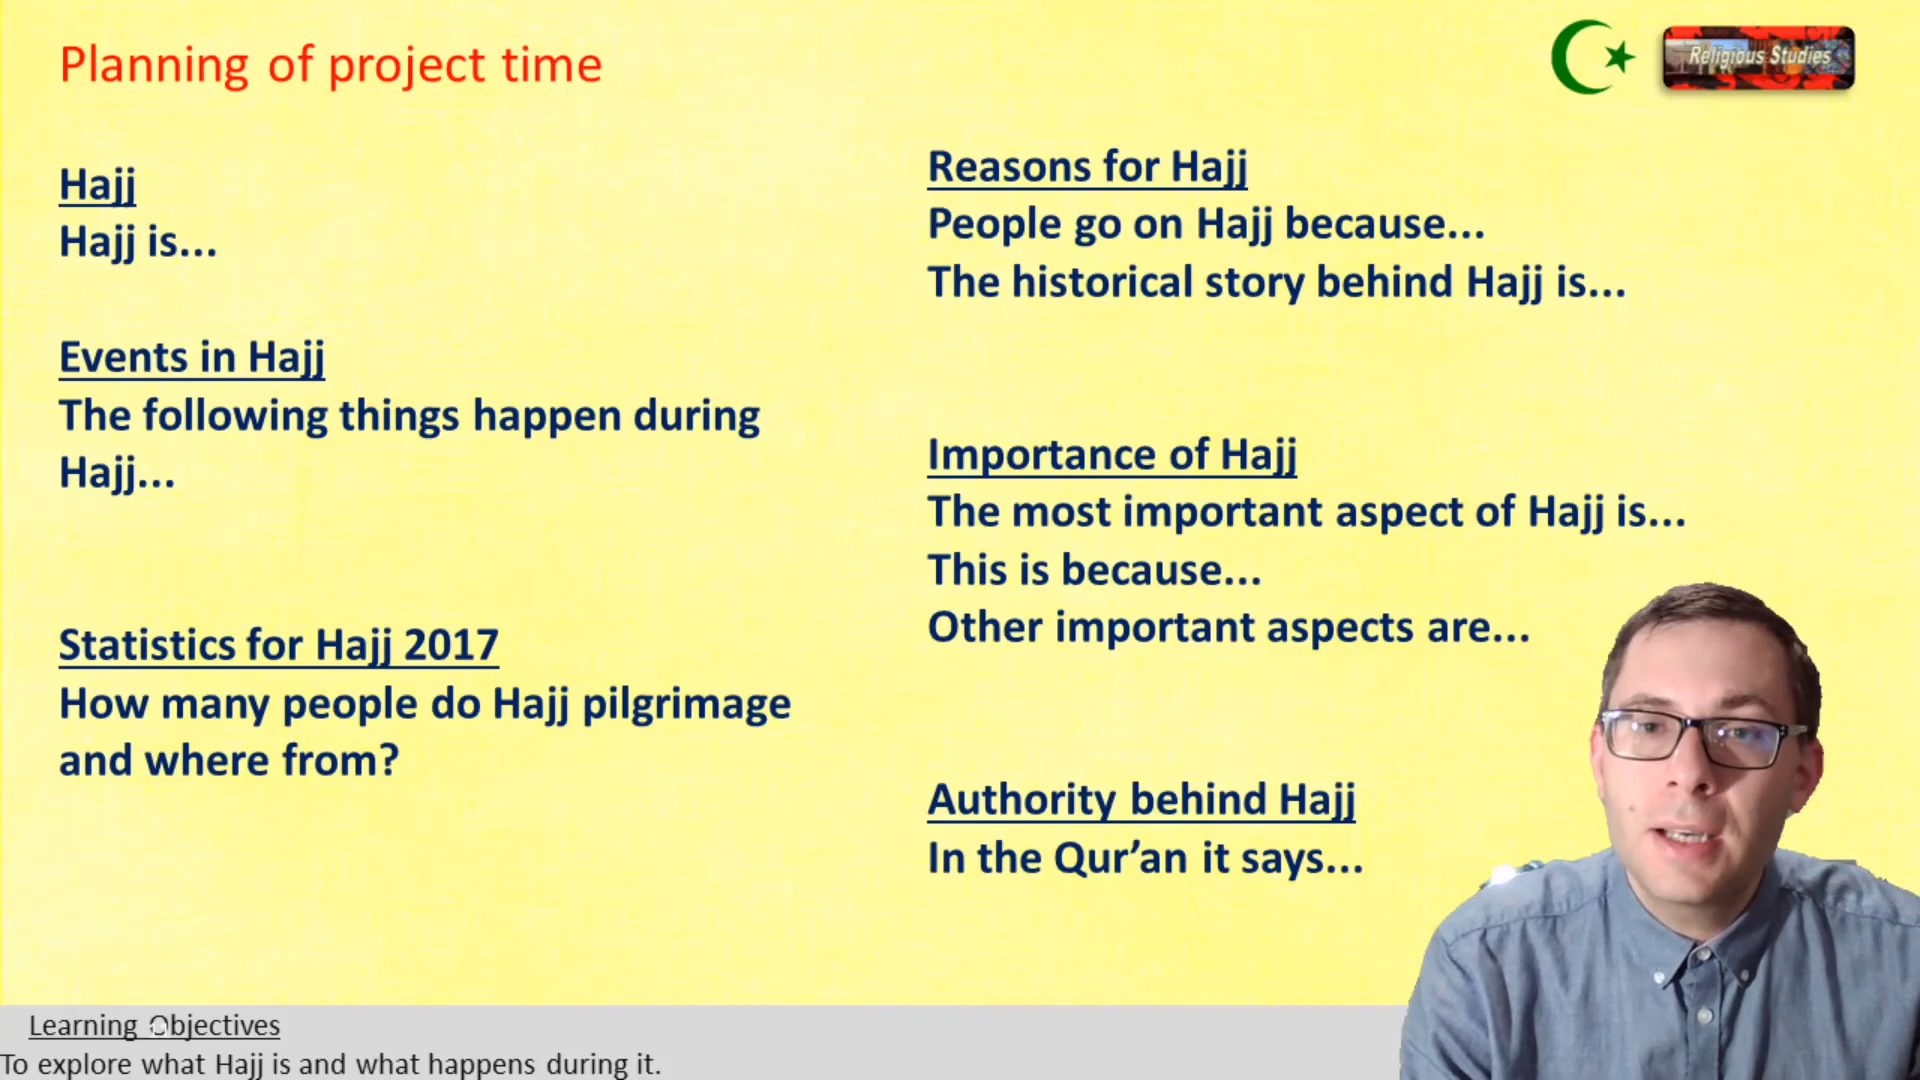 Planning of project time
Religious Studies
Hajj
Hajj is...
Events in Hajj
The following things happen during
Hajj...
Statistics for Hajj 2017
How many people do Hajj pilgrimage
and where from?
Reasons for Hajj
People go on Hajj because...
The historical story behind Hajj is...
Importance of Hajj
The most important aspect of Hajj is...
This is because...
Other important aspects are...
Authority behind Hajj
In the Qur’an it says...
Learning Objectives
To explore what Hajj is and what happens during it.